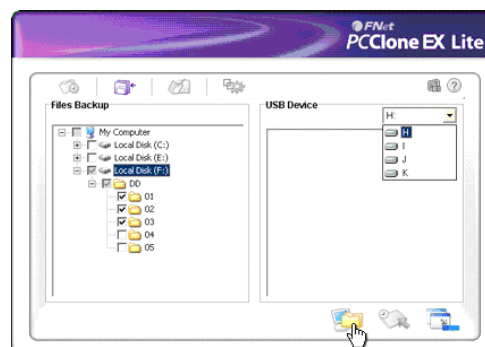 FNet
PCClone EX Lite
Files Backup
My Computer
Local Disk (C:)
Local Disk (E:)
Local Disk (F:)
DD
01
02
03
04
05
USB Device
H:
H
I
J
K